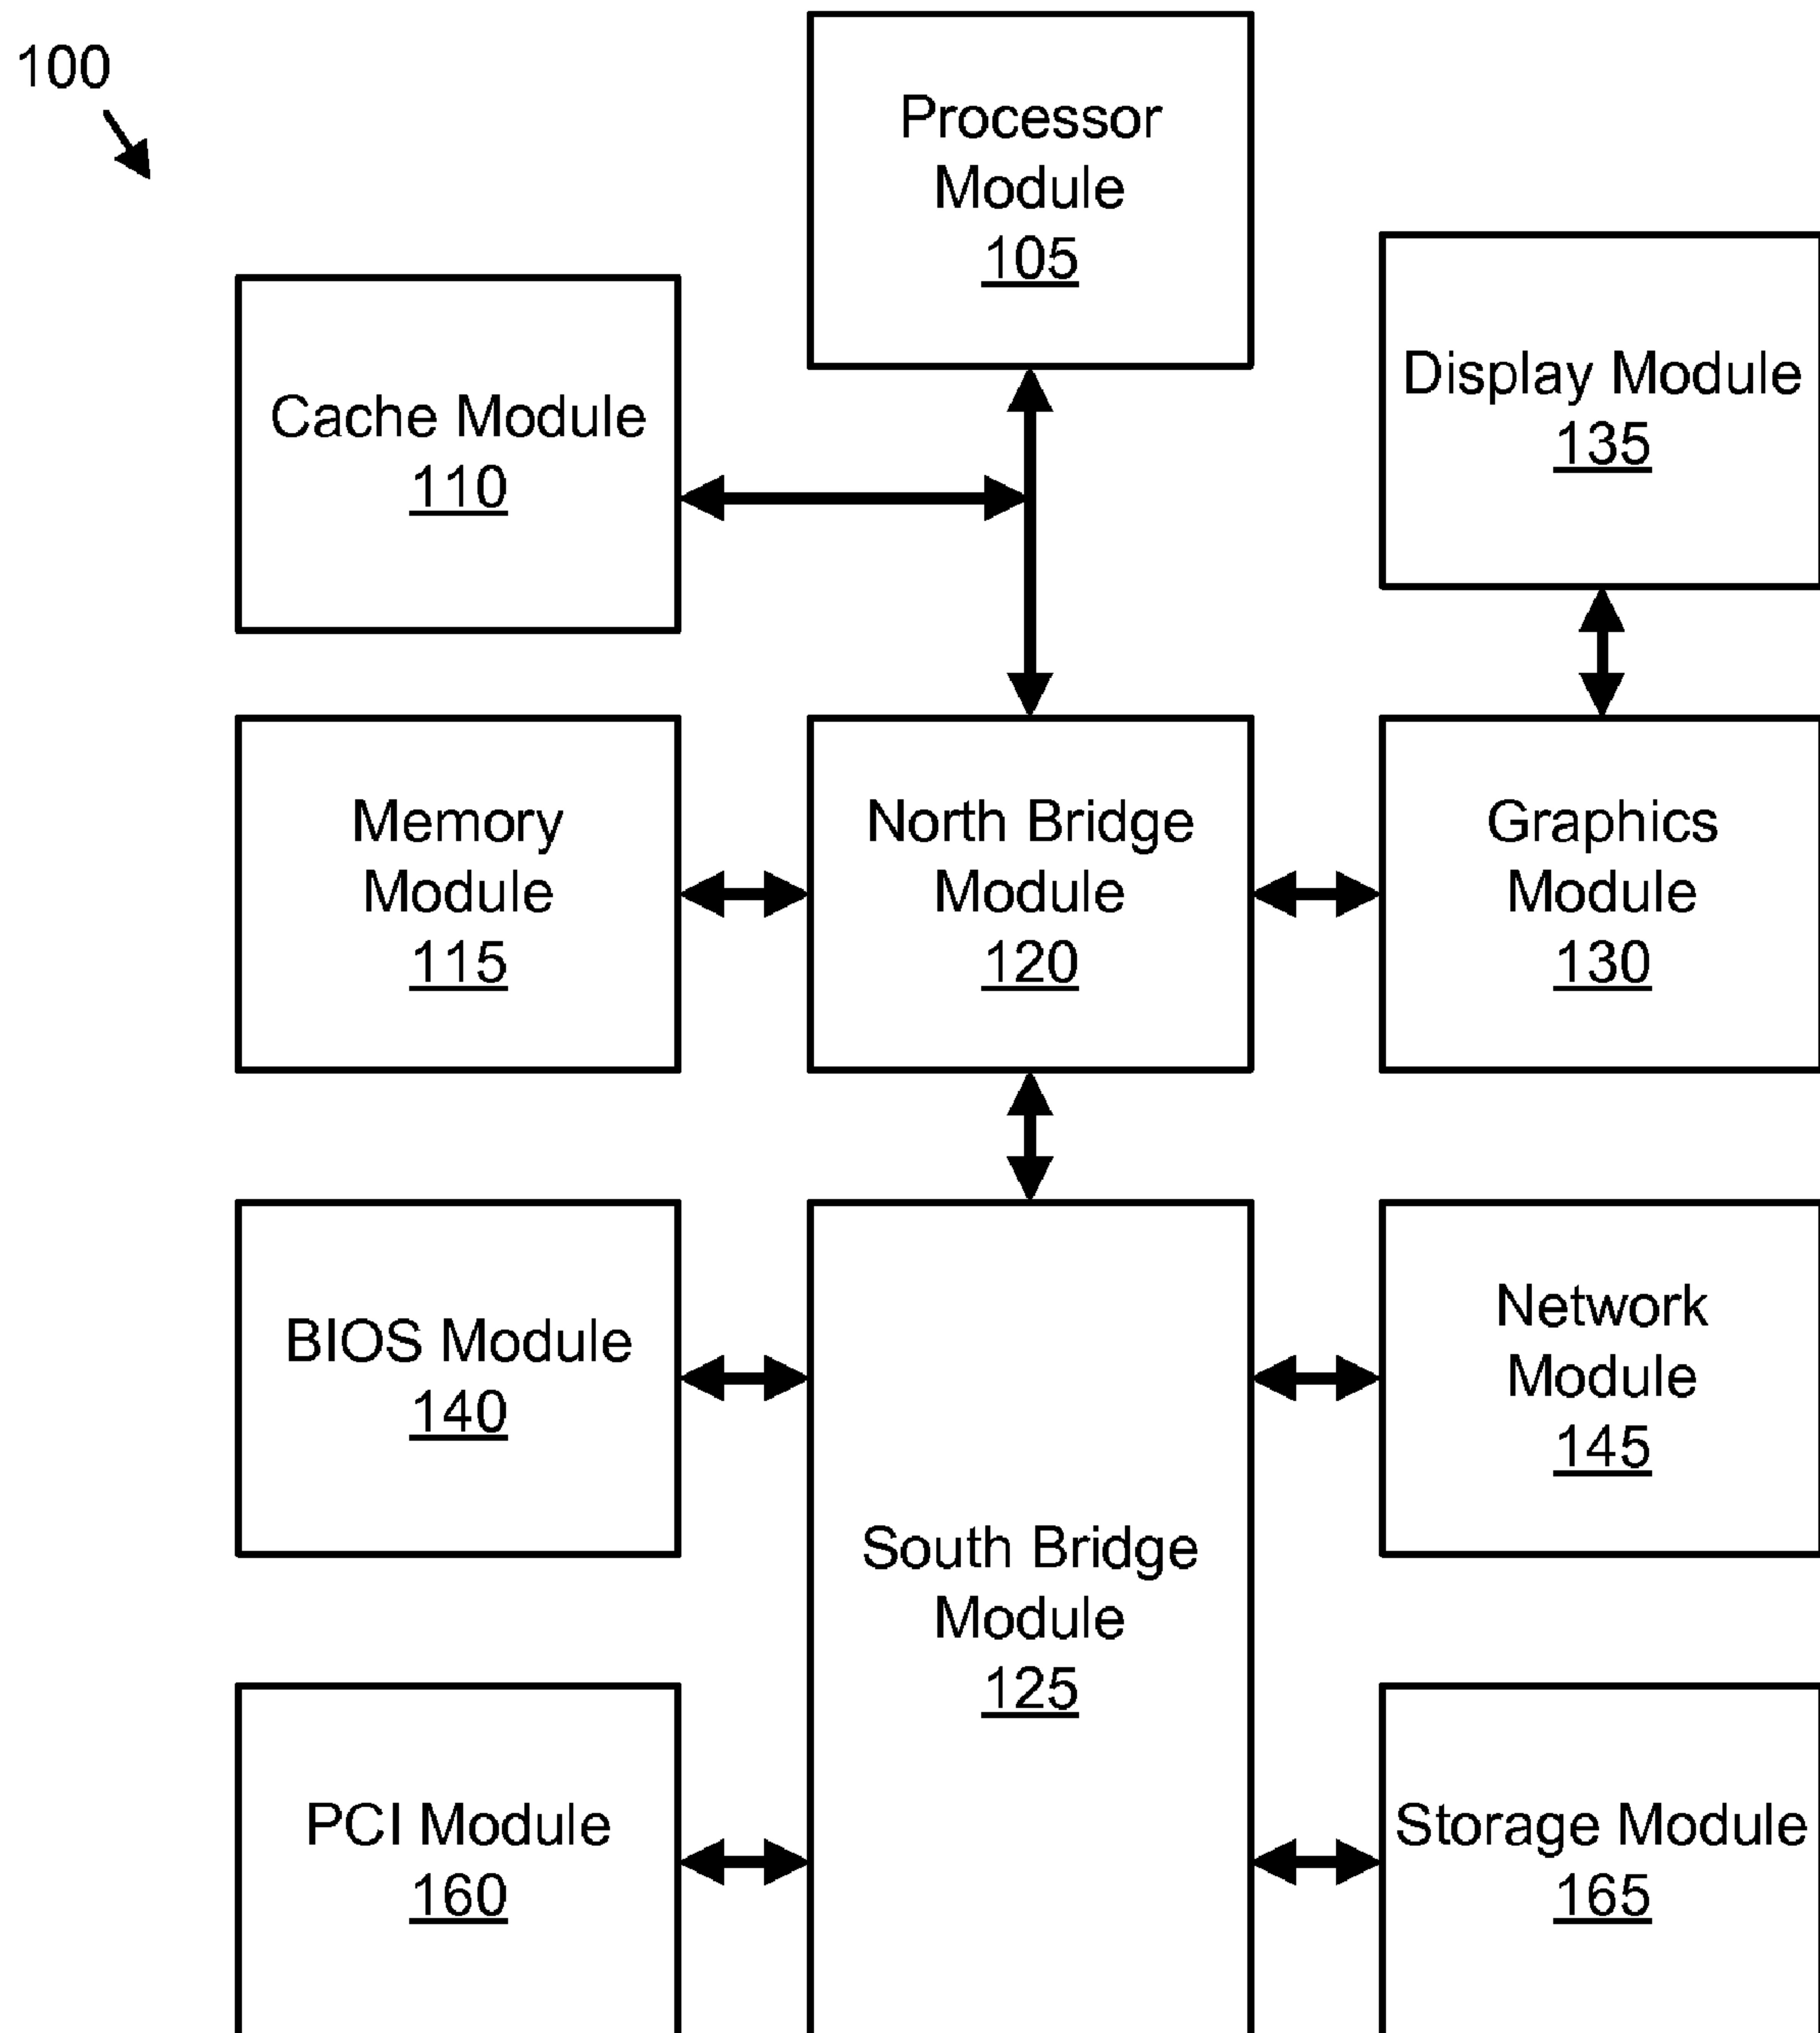 100
Processor
Module
105
Cache Module
110
Display Module
135
Memory
Module
115
North Bridge
Module
120
Graphics
Module
130
BIOS Module
140
South Bridge
Module
125
Network
Module
145
PCI Module
160
Storage Module
165